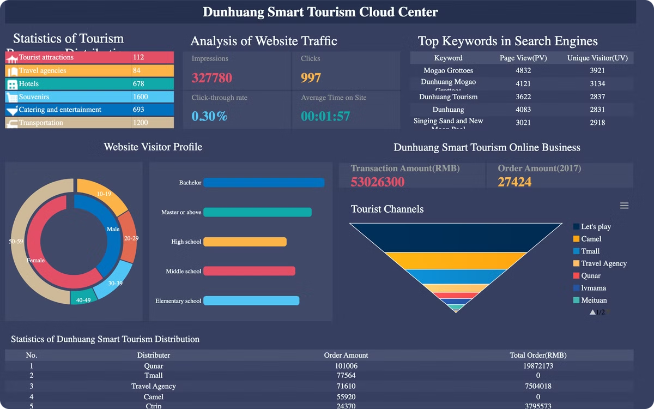 Dunhuang Smart Tourism Cloud Center
Statistics of Tourism
Tourist attractions 112
Travel agencies 84
Hotels 678
Souvenirs 1600
Catering and entertainment 693
Transportation 1200
Analysis of Website Traffic
Impressions Clicks
327780 997
Click-through rate Average Time on Site
0.30% 00:01:57
Top Keywords in Search Engines
Keyword Page View(PV) Unique Visitor(UV)
Mogao Grottoes 4832 3921
Dunhuang Mogao
Grottoes 4121 3134
Dunhuang Tourism 3622 2837
Dunhuang 4083 2831
Singing Sand and New
Moon Pool 3021 2918
Website Visitor Profile
10-19
20-29
30-39
40-49
50-59
Male
Female
Bachelor
Master or above
High school
Middle school
Elementary school
Dunhuang Smart Tourism Online Business
Transaction Amount(RMB) Order Amount(2017)
53026300 27424
Tourist Channels
Let's play
Camel
Tmall
Travel Agency
Qunar
lvmama
Meituan
1/2
Statistics of Dunhuang Smart Tourism Distribution
No. Distributer Order Amount Total Order(RMB)
1 Qunar 101006 19872173
2 Tmall 77564 0
3 Travel Agency 71610 7504018
4 Camel 55920 0
5 Ctrip 24370 3795573